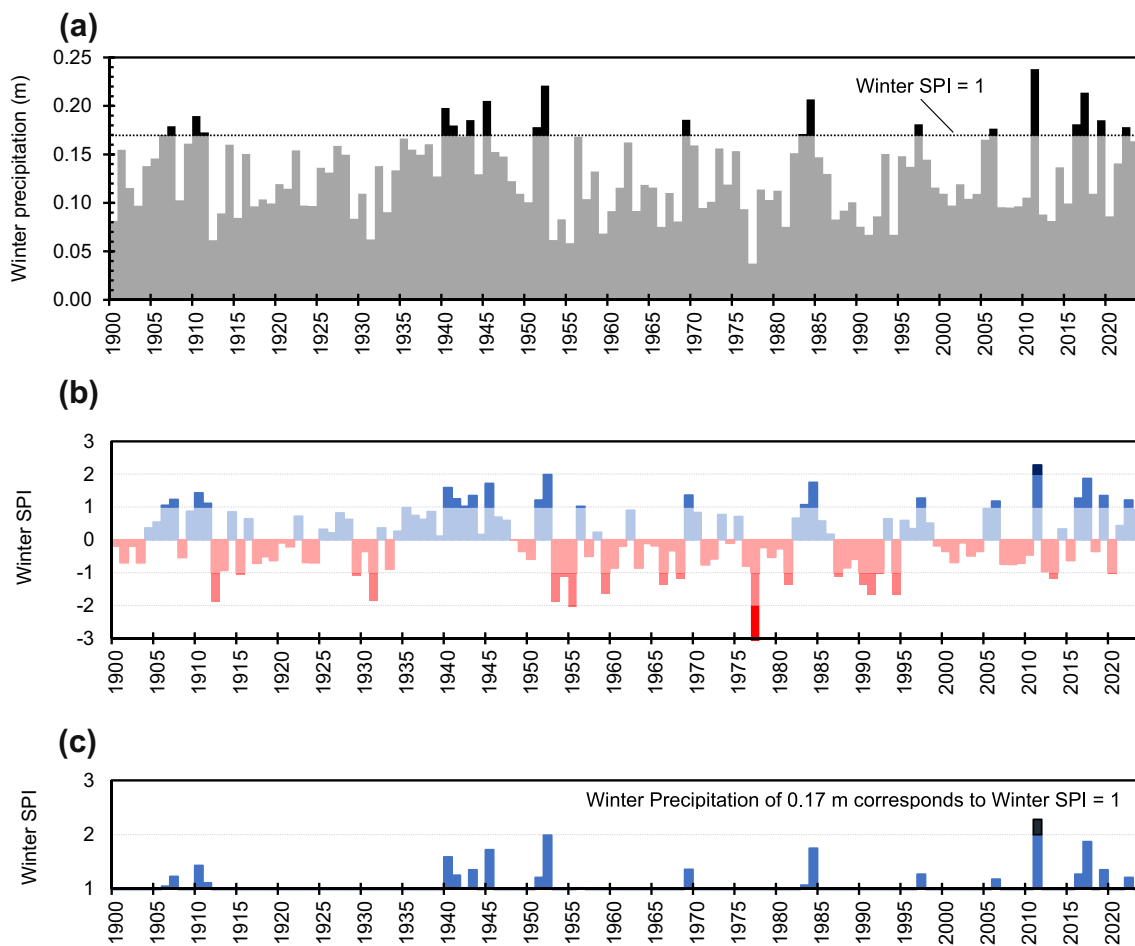 (a)
Winter precipitation (m)
0.25
0.20
0.15
0.10
0.05
0.00
Winter SPI = 1
1900 1905 1910 1915 1920 1925 1930 1935 1940 1945 1950 1955 1960 1965 1970 1975 1980 1985 1990 1995 2000 2005 2010 2015 2020
(b)
Winter SPI
3
2
1
0
-1
-2
-3
1900 1905 1910 1915 1920 1925 1930 1935 1940 1945 1950 1955 1960 1965 1970 1975 1980 1985 1990 1995 2000 2005 2010 2015 2020
(c)
Winter SPI
3
2
1
Winter Precipitation of 0.17 m corresponds to Winter SPI = 1
1900 1905 1910 1915 1920 1925 1930 1935 1940 1945 1950 1955 1960 1965 1970 1975 1980 1985 1990 1995 2000 2005 2010 2015 2020